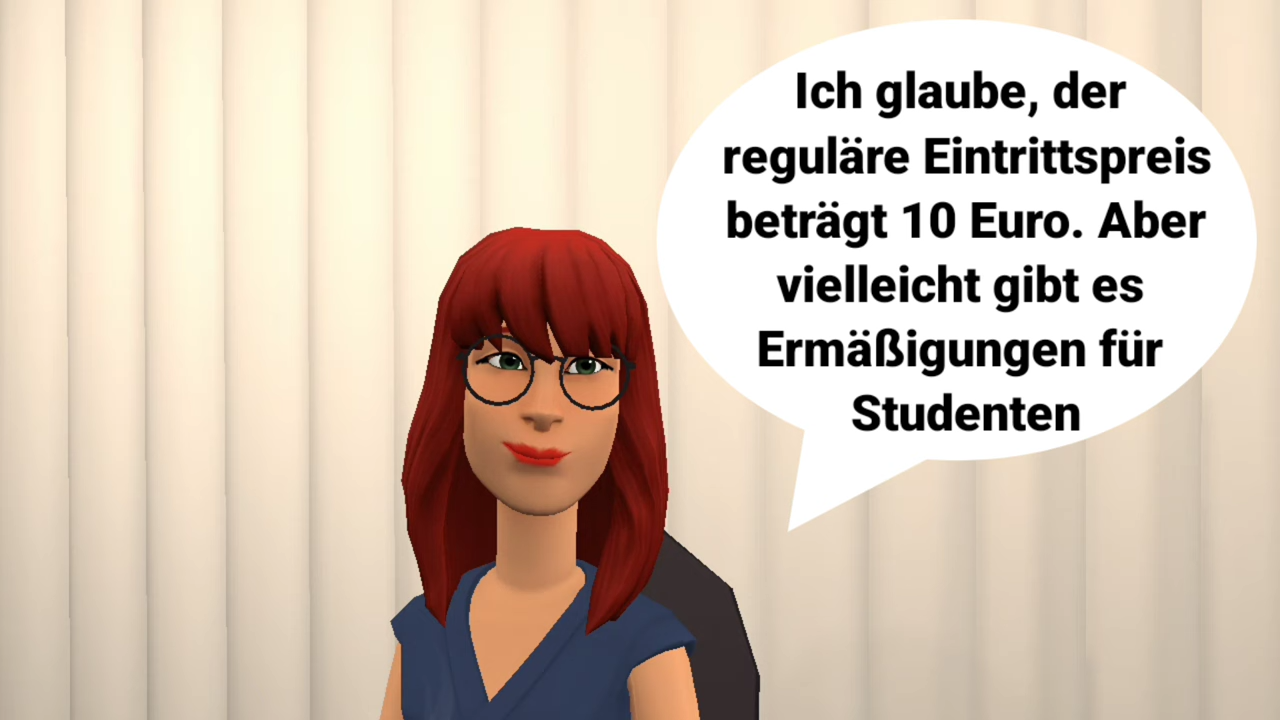 Ich glaube, der
reguläre Eintrittspreis
beträgt 10 Euro. Aber
vielleicht gibt es
Ermäßigungen für
Studenten